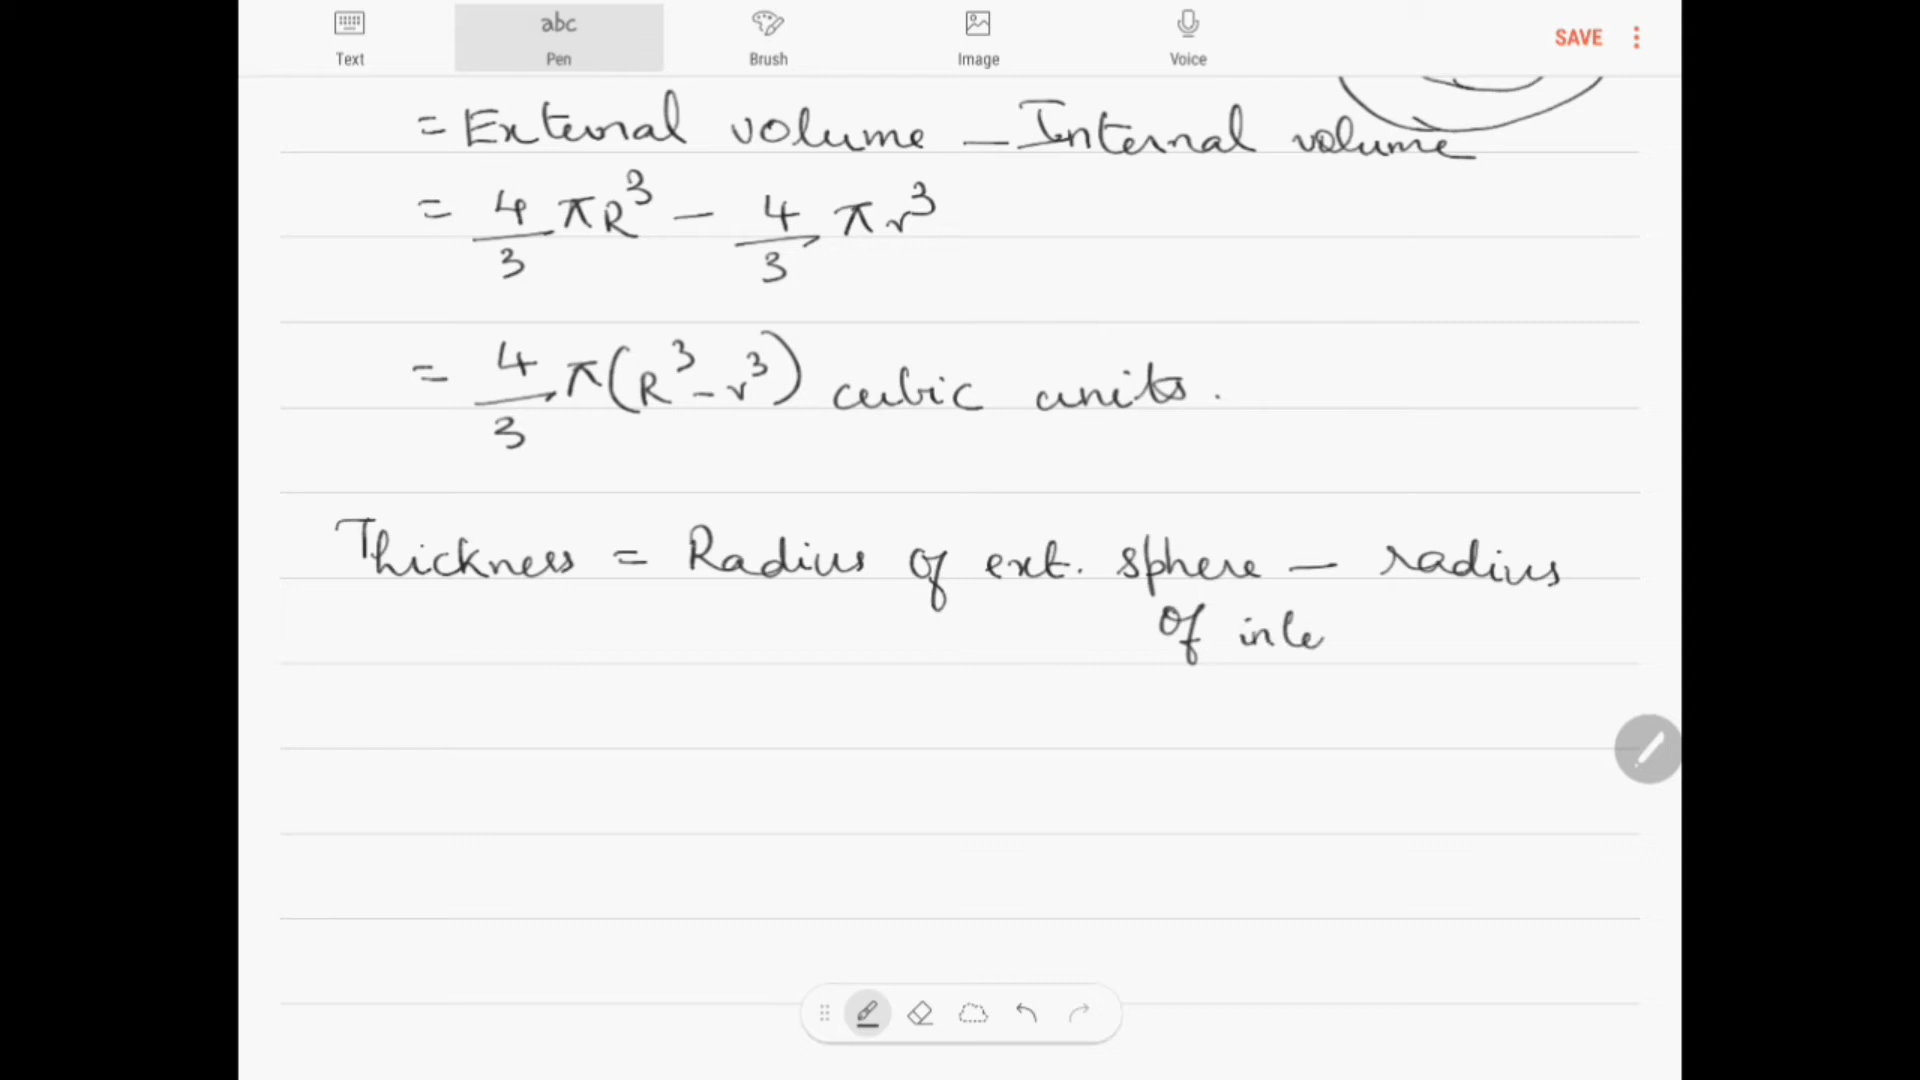 Text
abc
Pen
Brush
Image
Voice
SAVE
= External volume - Internal volume
= 4/3 πR³ - 4/3 πr³
= 4/3 π(R³-r³) cubic units.
Thickness = Radius of ext. sphere - radius
of inte